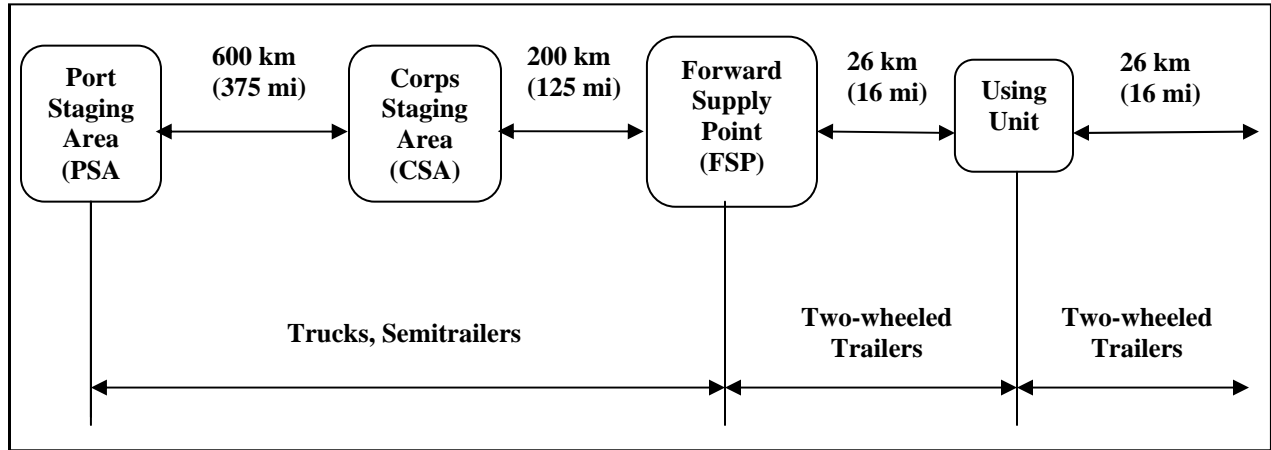 Port
Staging
Area
(PSA
600 km
(375 mi)
Corps
Staging
Area
(CSA)
200 km
(125 mi)
Forward
Supply
Point
(FSP)
26 km
(16 mi)
Using
Unit
26 km
(16 mi)
Trucks, Semitrailers
Two-wheeled
Trailers
Two-wheeled
Trailers